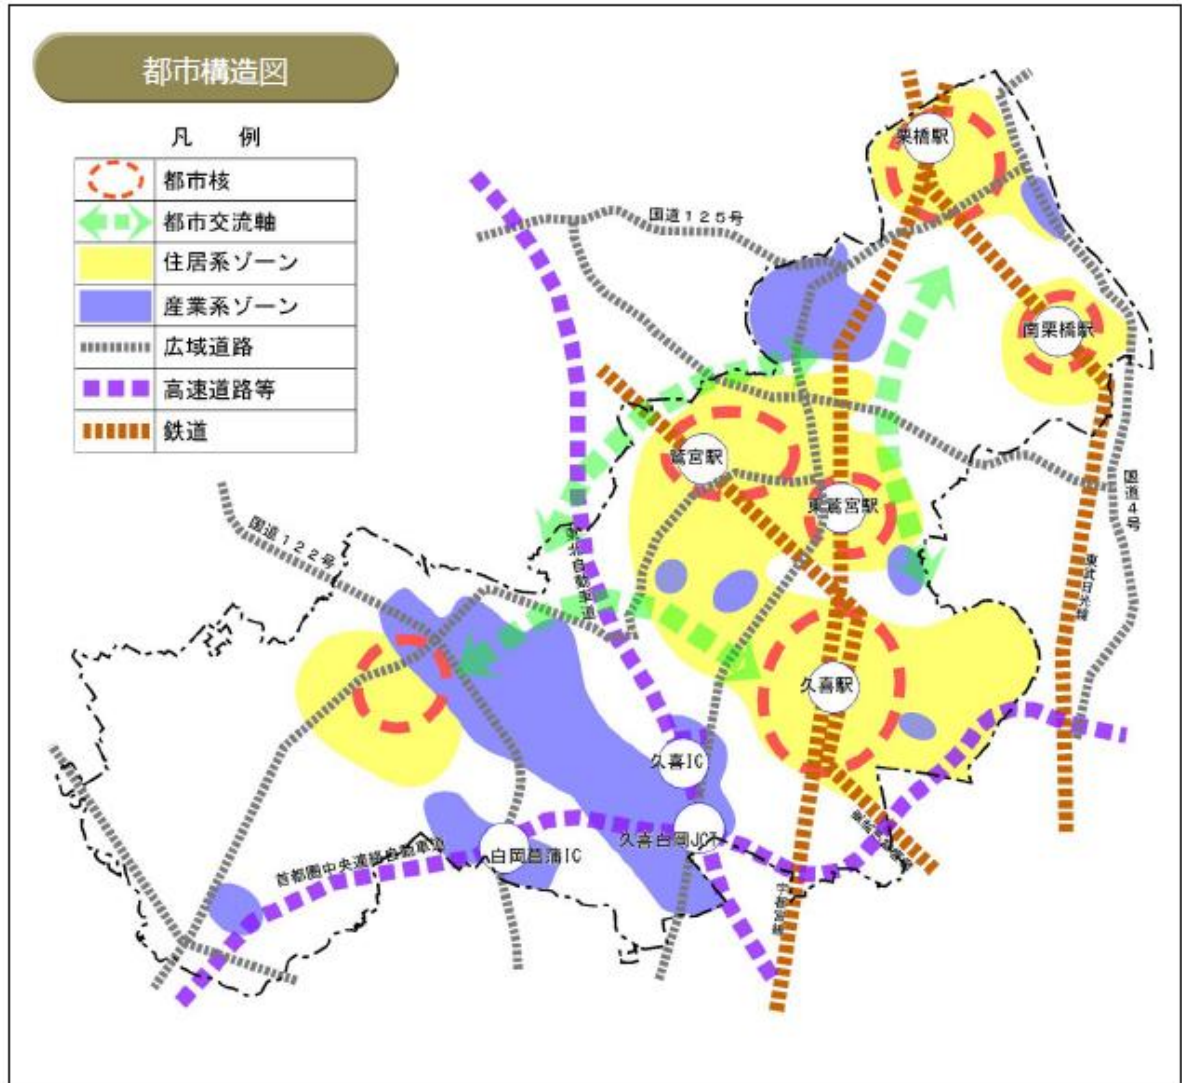 都市構造図
凡 例
都市核
都市交流軸
住居系ゾーン
産業系ゾーン
広域道路
高速道路等
鉄道
栗橋駅
国道125号
南栗橋駅
鷲宮駅
東鷲宮駅
国道4号
国道122号
東北自動車道
東武日光線
久喜駅
久喜IC
久喜白岡JCT
白岡菖蒲IC
首都圏中央連絡自動車道
宇都宮線